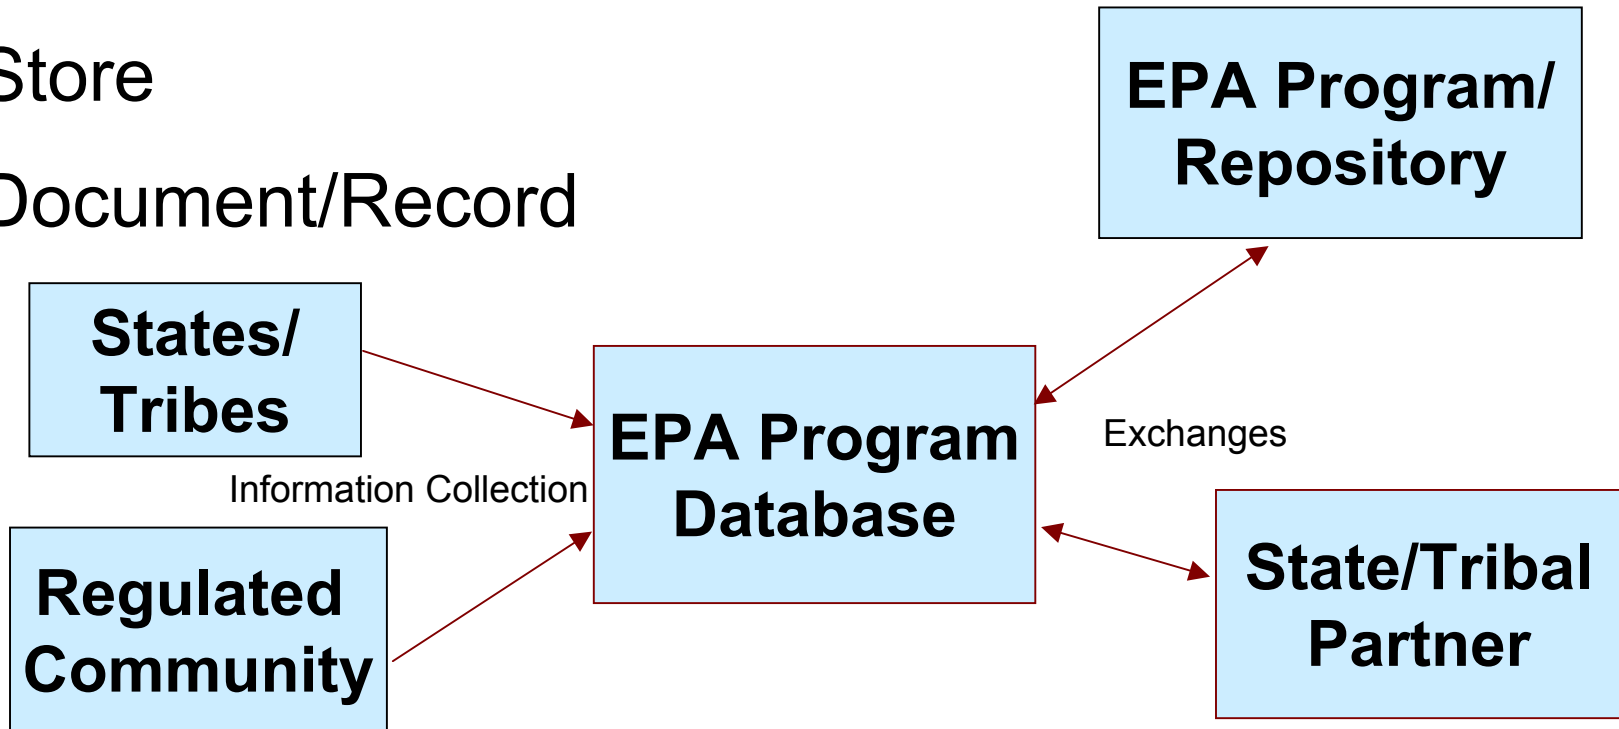 Store
Document/Record
EPA Program/
Repository
States/
Tribes
Information Collection
Regulated
Community
EPA Program
Database
Exchanges
State/Tribal
Partner